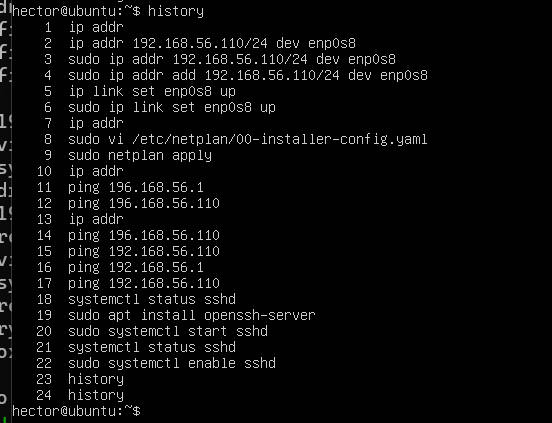 hector@ubuntu:~$ history
1 ip addr
2 ip addr 192.168.56.110/24 dev enp0s8
3 sudo ip addr 192.168.56.110/24 dev enp0s8
4 sudo ip addr add 192.168.56.110/24 dev enp0s8
5 ip link set enp0s8 up
6 sudo ip link set enp0s8 up
7 ip addr
8 sudo vi /etc/netplan/00-installer-config.yaml
9 sudo netplan apply
10 ip addr
11 ping 196.168.56.1
12 ping 196.168.56.110
13 ip addr
14 ping 196.168.56.110
15 ping 192.168.56.110
16 ping 192.168.56.1
17 ping 192.168.56.110
18 systemctl status sshd
19 sudo apt install openssh-server
20 sudo systemctl start sshd
21 systemctl status sshd
22 sudo systemctl enable sshd
23 history
24 history
hector@ubuntu:~$